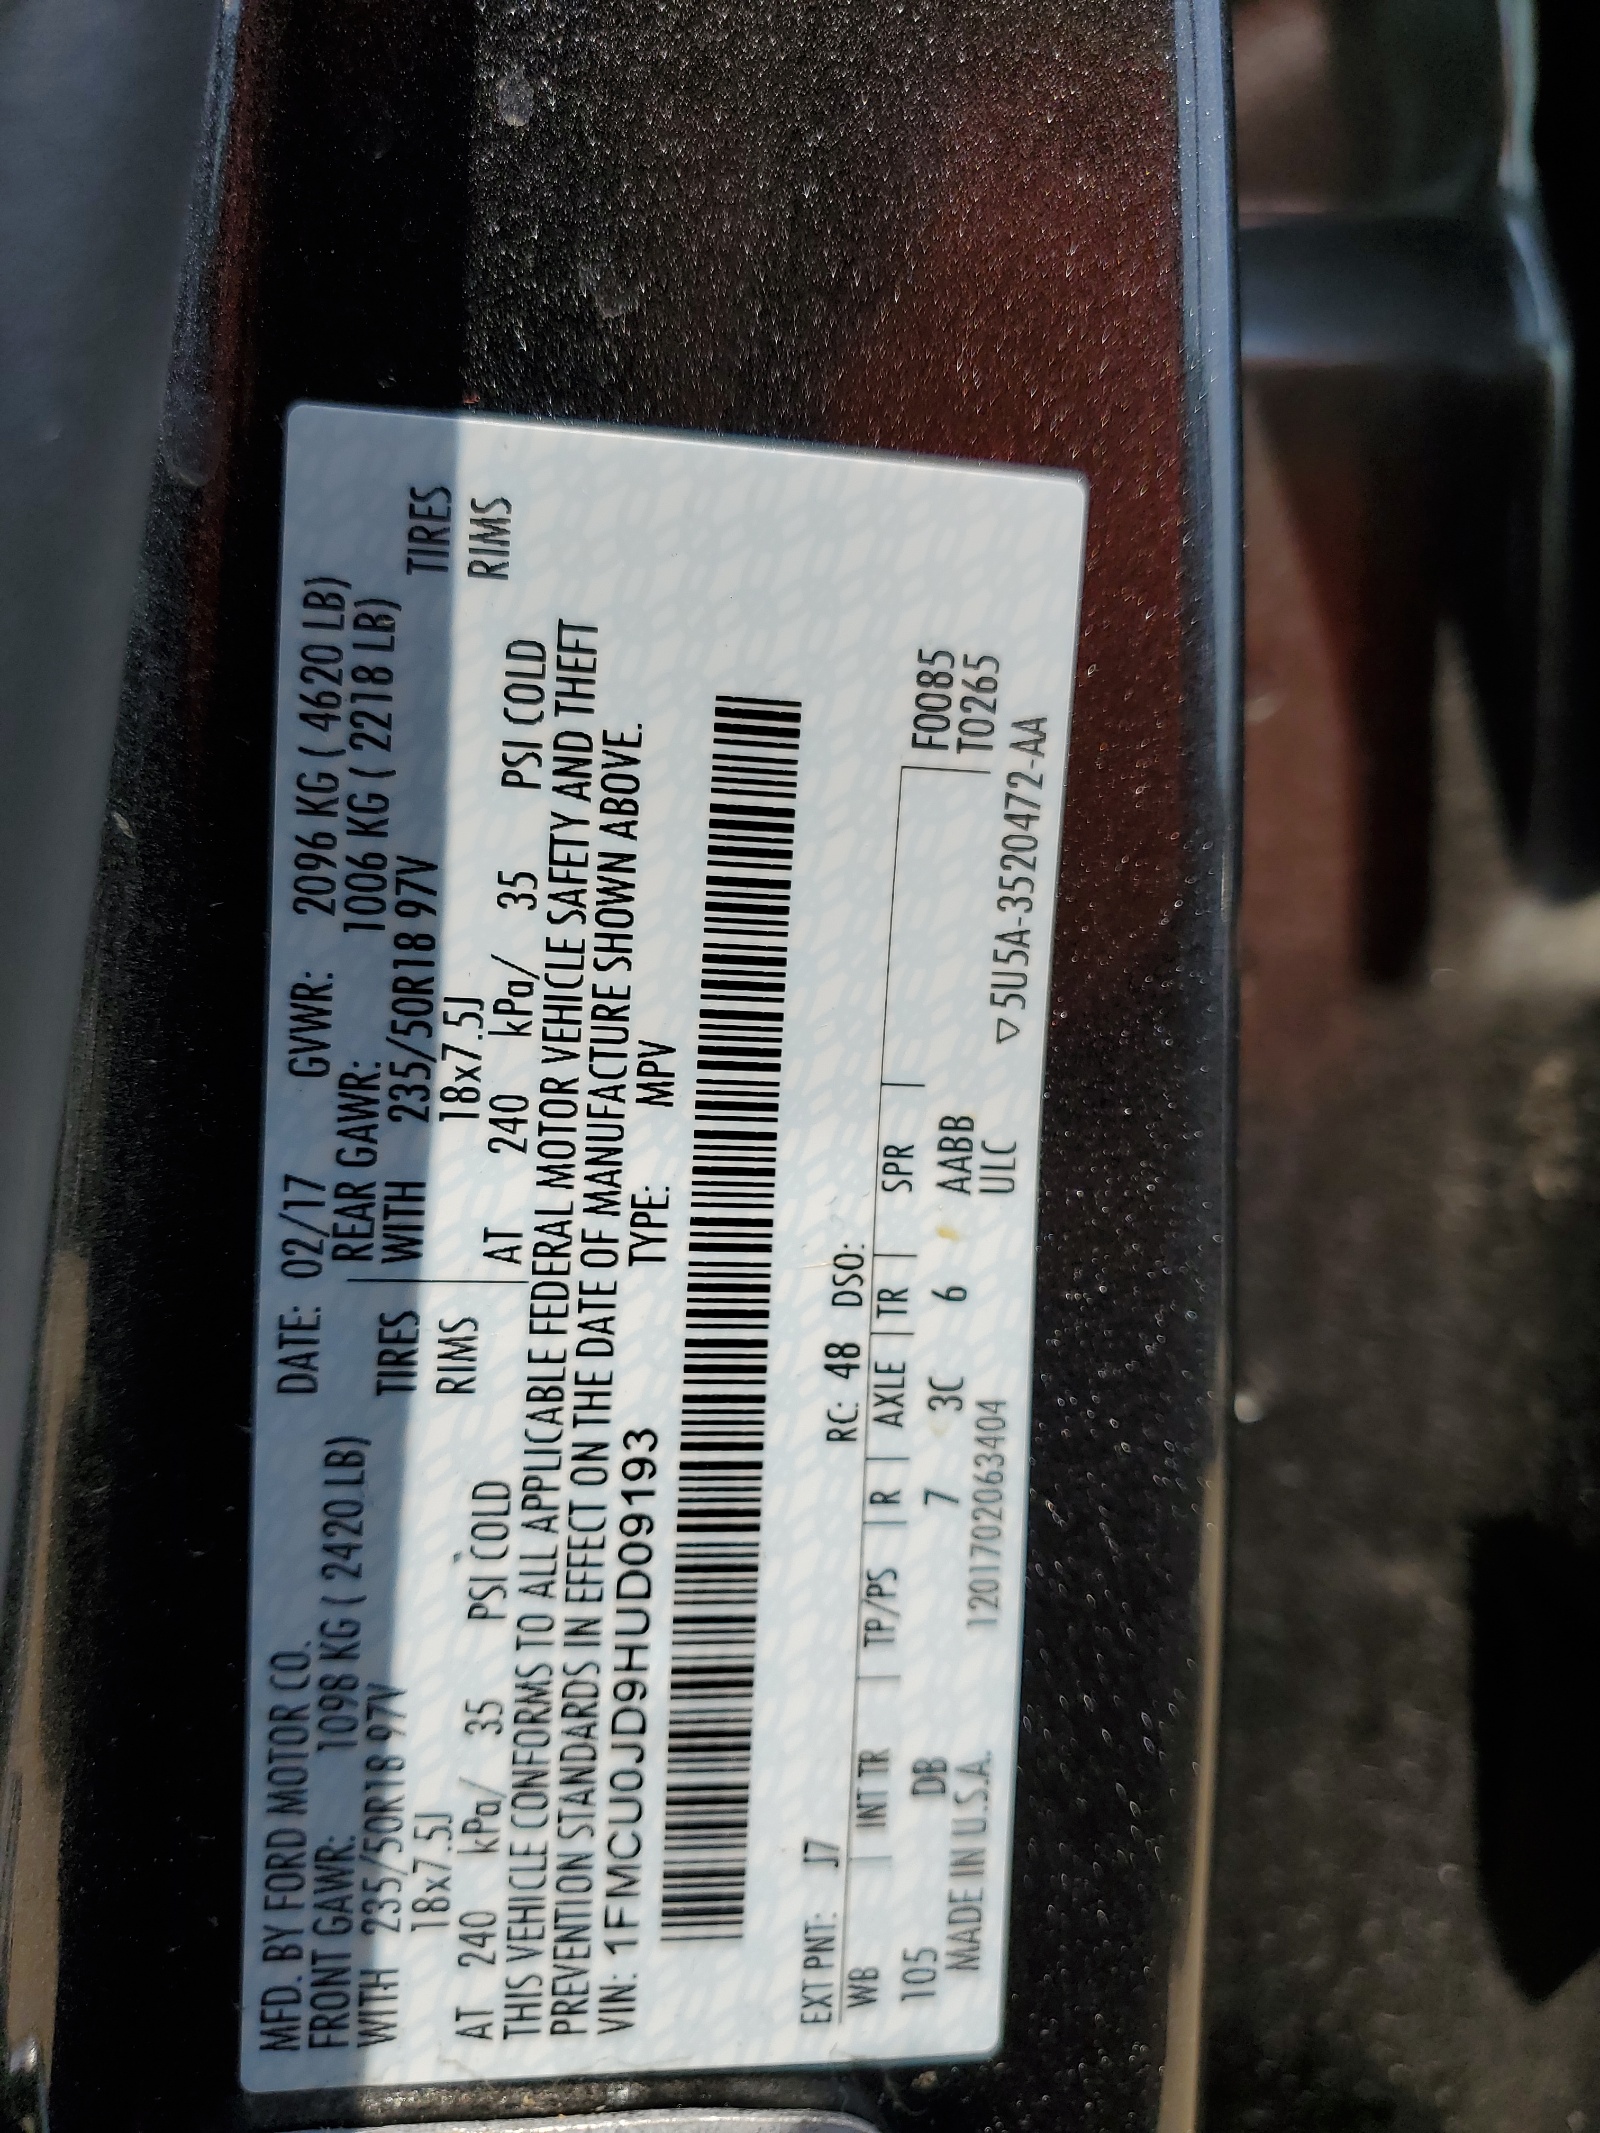 MFD. BY FORD MOTOR CO. DATE: 02/17 GVWR: 2096 KG ( 4620 LB)
FRONT GAWR: 1098 KG ( 2420 LB) REAR GAWR: 1006 KG ( 2218 LB)
WITH 235/50R18 97V TIRES WITH 235/50R18 97V TIRES
18x7.5J RIMS 18x7.5J RIMS
AT 240 kPa/ 35 PSI COLD AT 240 kPa/ 35 PSI COLD
THIS VEHICLE CONFORMS TO ALL APPLICABLE FEDERAL MOTOR VEHICLE SAFETY AND THEFT
PREVENTION STANDARDS IN EFFECT ON THE DATE OF MANUFACTURE SHOWN ABOVE.
VIN: 1FMCU0JD9HUD09193 TYPE: MPV
EXT PNT: J7 RC: 48 DSO:
WB INT TR TP/PS R AXLE TR SPR F0085
105 DB 7 3C 6 AABB T0265
MADE IN U.S.A. 1201702063404 ULC ▽5U5A-3520472-AA